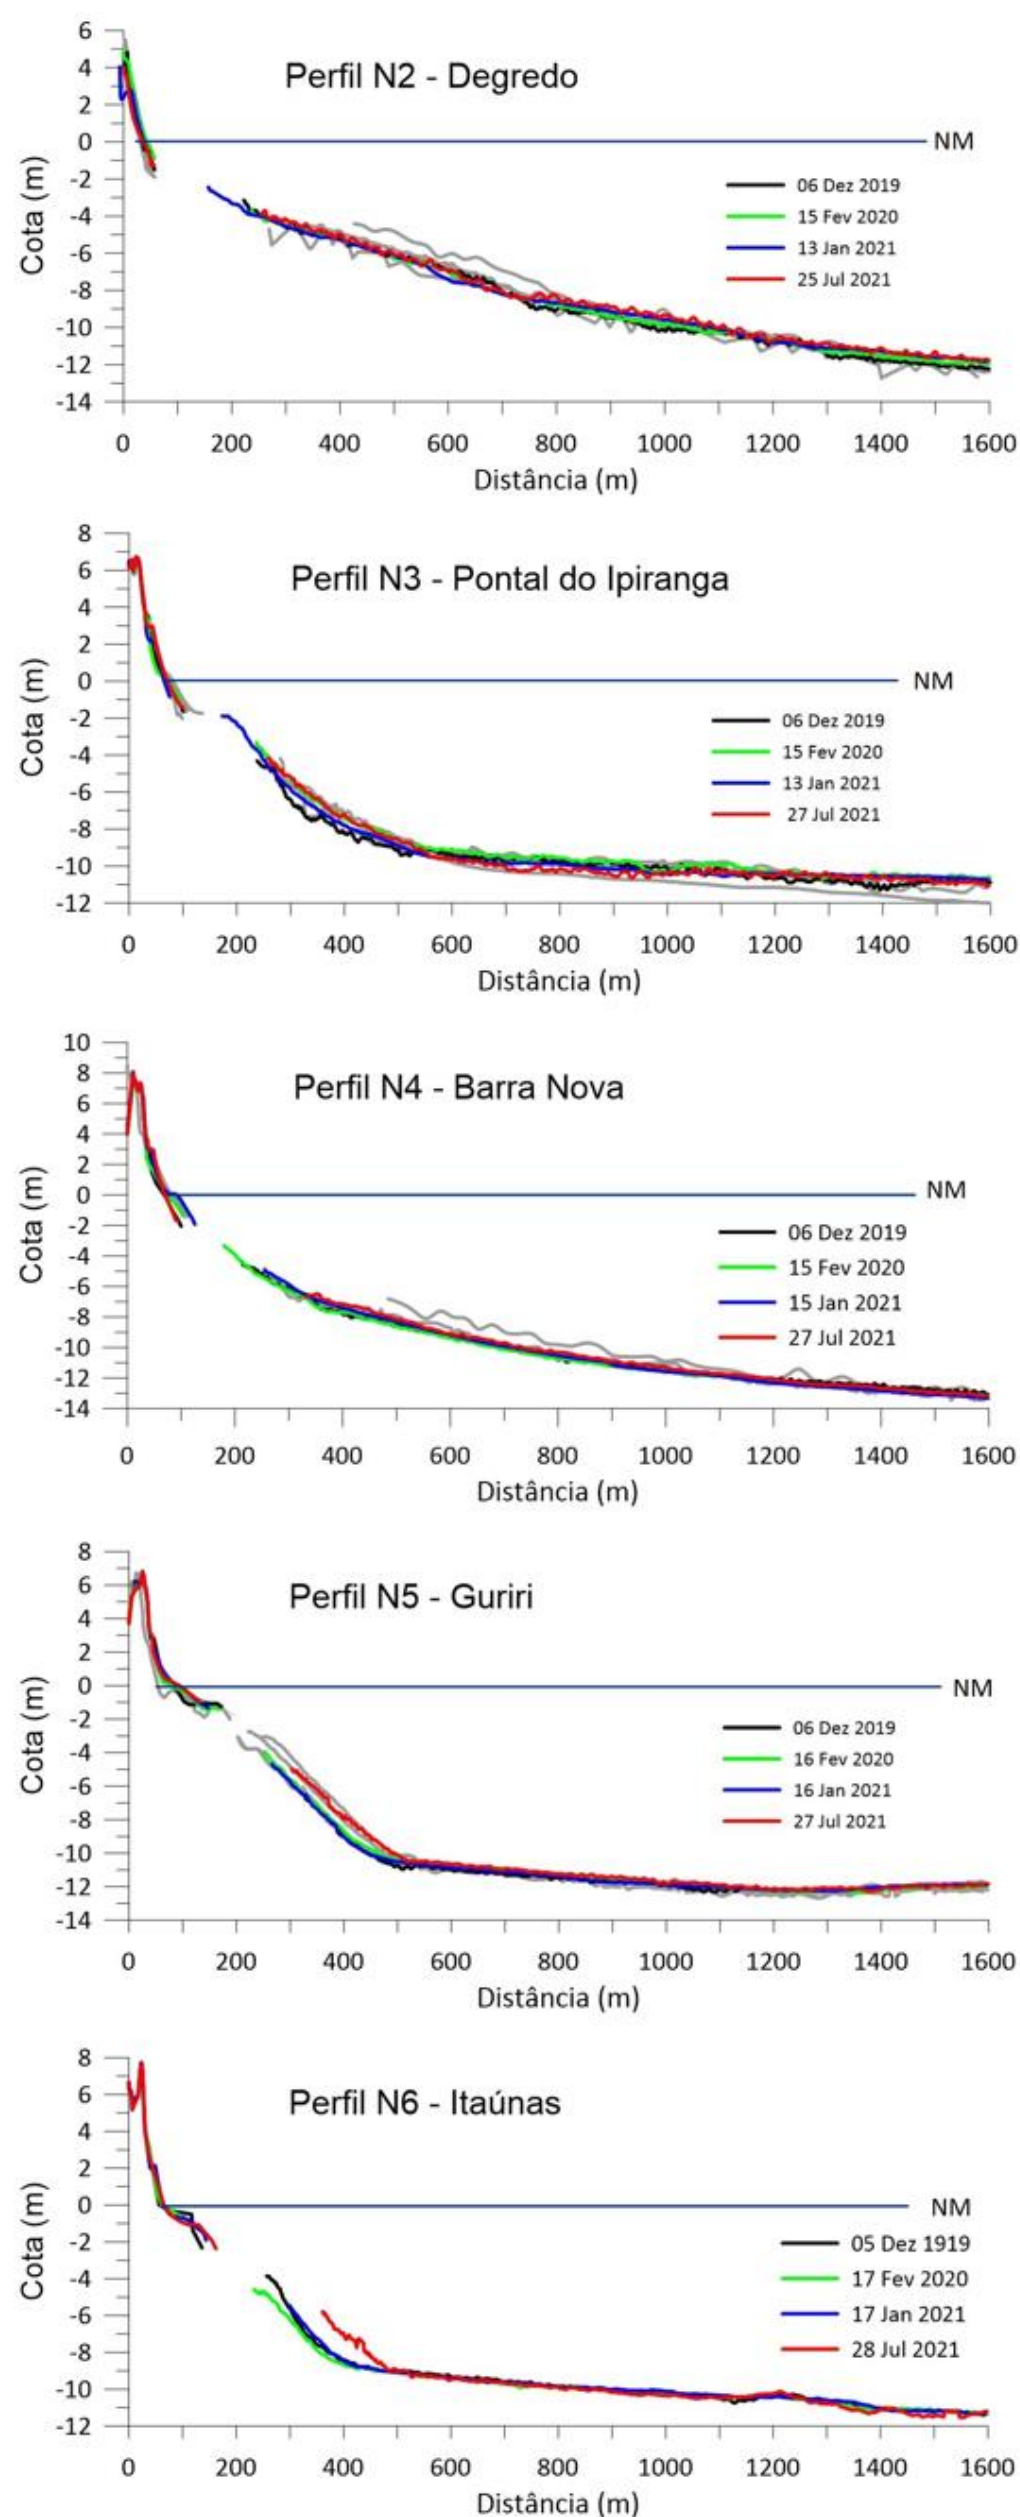 Perfil N2 - Degredo
Cota (m)
6
4
2
0
-2
-4
-6
-8
-10
-12
-14
NM
06 Dez 2019
15 Fev 2020
13 Jan 2021
25 Jul 2021
0 200 400 600 800 1000 1200 1400 1600
Distância (m)
Perfil N3 - Pontal do Ipiranga
Cota (m)
8
6
4
2
0
-2
-4
-6
-8
-10
-12
NM
06 Dez 2019
15 Fev 2020
13 Jan 2021
27 Jul 2021
0 200 400 600 800 1000 1200 1400 1600
Distância (m)
Perfil N4 - Barra Nova
Cota (m)
10
8
6
4
2
0
-2
-4
-6
-8
-10
-12
-14
NM
06 Dez 2019
15 Fev 2020
15 Jan 2021
27 Jul 2021
0 200 400 600 800 1000 1200 1400 1600
Distância (m)
Perfil N5 - Guriri
Cota (m)
8
6
4
2
0
-2
-4
-6
-8
-10
-12
-14
NM
06 Dez 2019
16 Fev 2020
16 Jan 2021
27 Jul 2021
0 200 400 600 800 1000 1200 1400 1600
Distância (m)
Perfil N6 - Itaúnas
Cota (m)
8
6
4
2
0
-2
-4
-6
-8
-10
-12
NM
05 Dez 1919
17 Fev 2020
17 Jan 2021
28 Jul 2021
0 200 400 600 800 1000 1200 1400 1600
Distância (m)